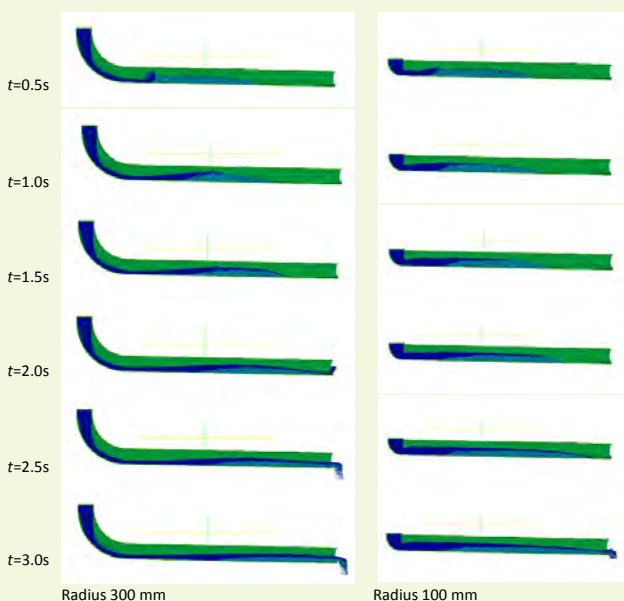 t=0.5s
t=1.0s
t=1.5s
t=2.0s
t=2.5s
t=3.0s
Radius 300 mm
Radius 100 mm